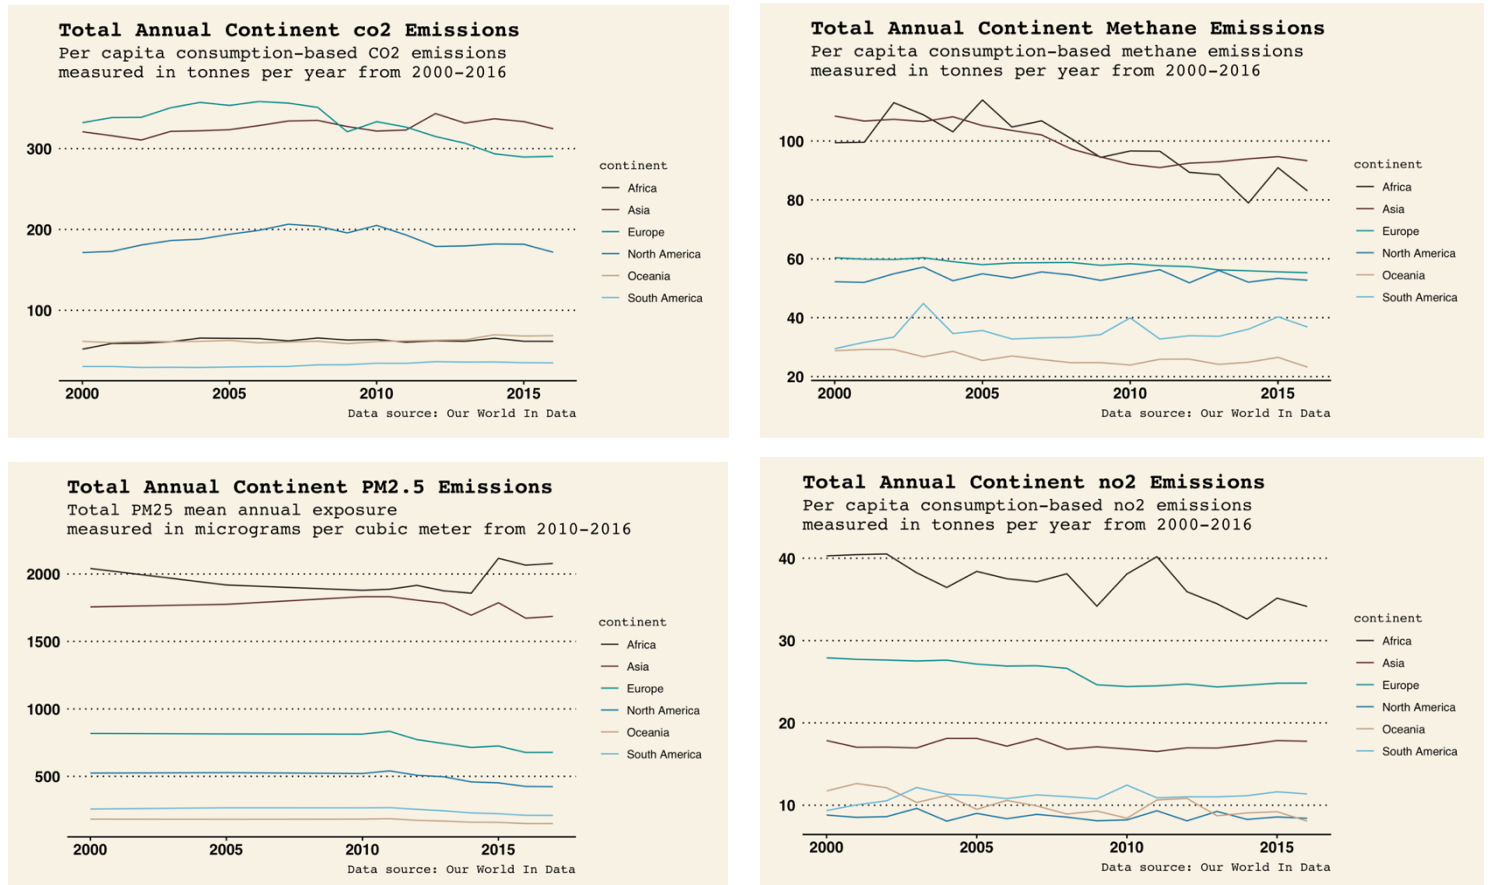 Total Annual Continent co2 Emissions
Per capita consumption-based CO2 emissions
measured in tonnes per year from 2000-2016
300
200
100
2000 2005 2010 2015
Data source: Our World In Data
continent
Africa
Asia
Europe
North America
Oceania
South America
Total Annual Continent Methane Emissions
Per capita consumption-based methane emissions
measured in tonnes per year from 2000-2016
100
80
60
40
20
2000 2005 2010 2015
Data source: Our World In Data
continent
Africa
Asia
Europe
North America
Oceania
South America
Total Annual Continent PM2.5 Emissions
Total PM25 mean annual exposure
measured in micrograms per cubic meter from 2010-2016
2000
1500
1000
500
2000 2005 2010 2015
Data source: Our World In Data
continent
Africa
Asia
Europe
North America
Oceania
South America
Total Annual Continent no2 Emissions
Per capita consumption-based no2 emissions
measured in tonnes per year from 2000-2016
40
30
20
10
2000 2005 2010 2015
Data source: Our World In Data
continent
Africa
Asia
Europe
North America
Oceania
South America